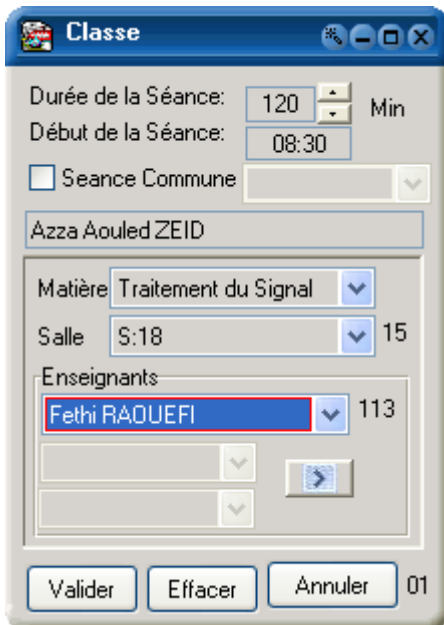 Classe
Durée de la Séance: 120 Min
Début de la Séance: 08:30
Seance Commune
Azza Aouled ZEID
Matière Traitement du Signal
Salle S:18 15
Enseignants
Fethi RAOUEFI 113
Valider Effacer Annuler 01